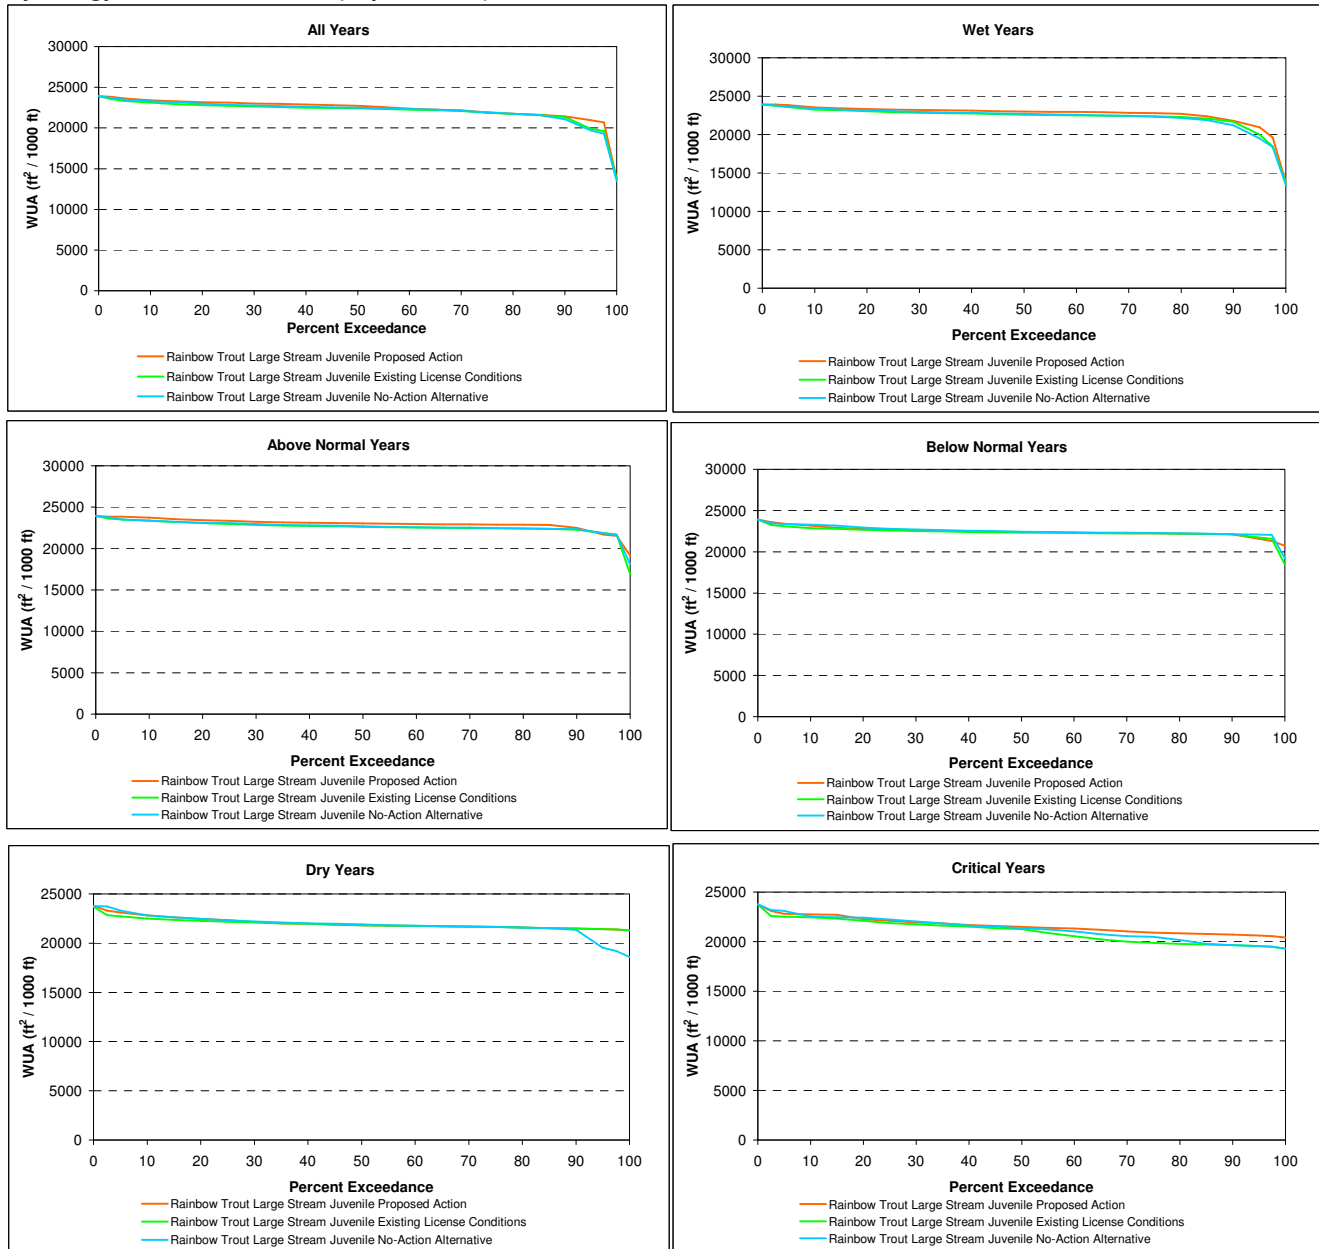 All Years
30000
25000
20000
15000
10000
5000
0
WUA (ft² / 1000 ft)
0 10 20 30 40 50 60 70 80 90 100
Percent Exceedance
Rainbow Trout Large Stream Juvenile Proposed Action
Rainbow Trout Large Stream Juvenile Existing License Conditions
Rainbow Trout Large Stream Juvenile No-Action Alternative
Wet Years
30000
25000
20000
15000
10000
5000
0
WUA (ft² / 1000 ft)
0 10 20 30 40 50 60 70 80 90 100
Percent Exceedance
Rainbow Trout Large Stream Juvenile Proposed Action
Rainbow Trout Large Stream Juvenile Existing License Conditions
Rainbow Trout Large Stream Juvenile No-Action Alternative
Above Normal Years
30000
25000
20000
15000
10000
5000
0
WUA (ft² / 1000 ft)
0 10 20 30 40 50 60 70 80 90 100
Percent Exceedance
Rainbow Trout Large Stream Juvenile Proposed Action
Rainbow Trout Large Stream Juvenile Existing License Conditions
Rainbow Trout Large Stream Juvenile No-Action Alternative
Below Normal Years
30000
25000
20000
15000
10000
5000
0
WUA (ft² / 1000 ft)
0 10 20 30 40 50 60 70 80 90 100
Percent Exceedance
Rainbow Trout Large Stream Juvenile Proposed Action
Rainbow Trout Large Stream Juvenile Existing License Conditions
Rainbow Trout Large Stream Juvenile No-Action Alternative
Dry Years
25000
20000
15000
10000
5000
0
WUA (ft² / 1000 ft)
0 10 20 30 40 50 60 70 80 90 100
Percent Exceedance
Rainbow Trout Large Stream Juvenile Proposed Action
Rainbow Trout Large Stream Juvenile Existing License Conditions
Rainbow Trout Large Stream Juvenile No-Action Alternative
Critical Years
25000
20000
15000
10000
5000
0
WUA (ft² / 1000 ft)
0 10 20 30 40 50 60 70 80 90 100
Percent Exceedance
Rainbow Trout Large Stream Juvenile Proposed Action
Rainbow Trout Large Stream Juvenile Existing License Conditions
Rainbow Trout Large Stream Juvenile No-Action Alternative